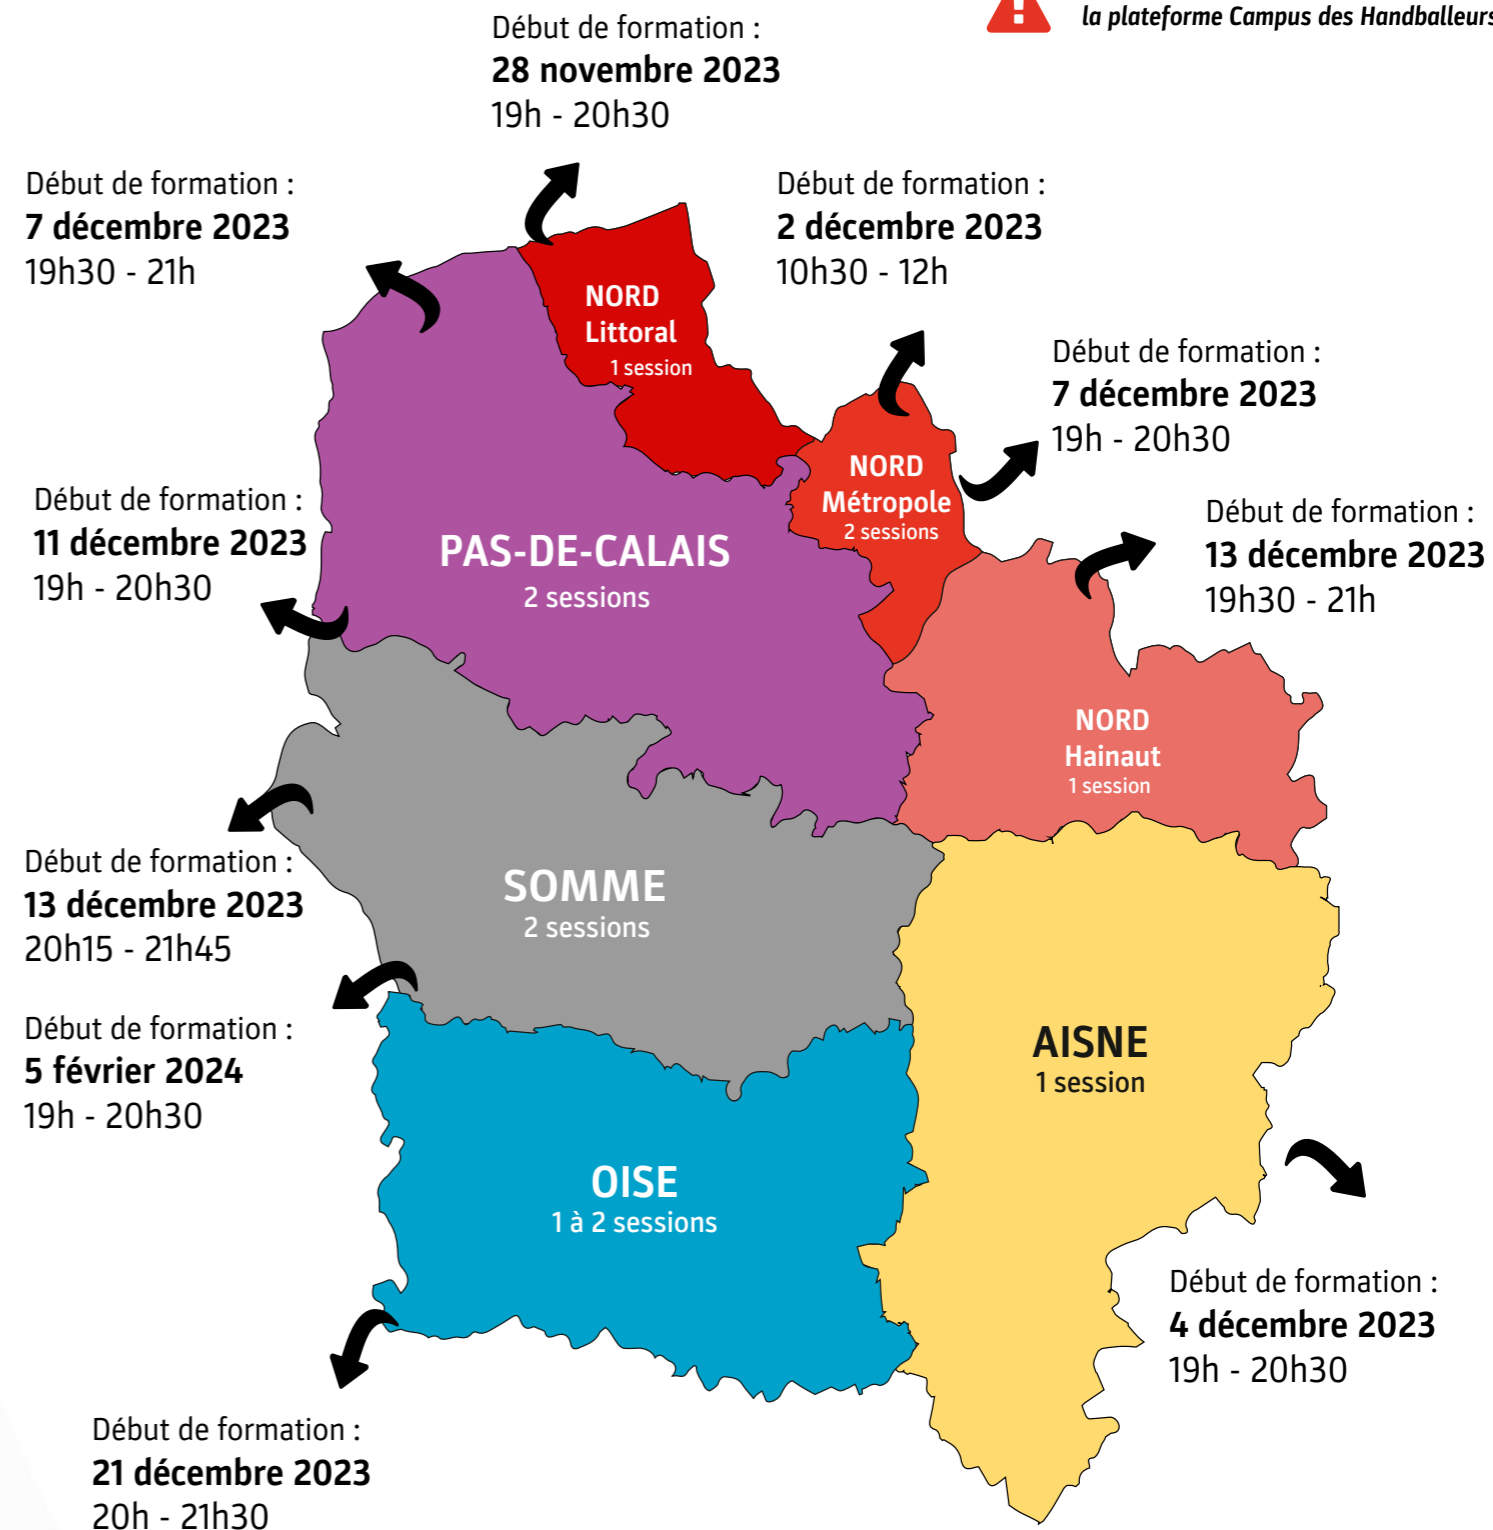 la plateforme Campus des Handballeurs
Début de formation :
28 novembre 2023
19h - 20h30
Début de formation :
7 décembre 2023
19h30 - 21h
Début de formation :
2 décembre 2023
10h30 - 12h
NORD
Littoral
1 session
Début de formation :
7 décembre 2023
19h - 20h30
NORD
Métropole
2 sessions
Début de formation :
11 décembre 2023
19h - 20h30
PAS-DE-CALAIS
2 sessions
Début de formation :
13 décembre 2023
19h30 - 21h
NORD
Hainaut
1 session
Début de formation :
13 décembre 2023
20h15 - 21h45
SOMME
2 sessions
Début de formation :
5 février 2024
19h - 20h30
AISNE
1 session
OISE
1 à 2 sessions
Début de formation :
4 décembre 2023
19h - 20h30
Début de formation :
21 décembre 2023
20h - 21h30